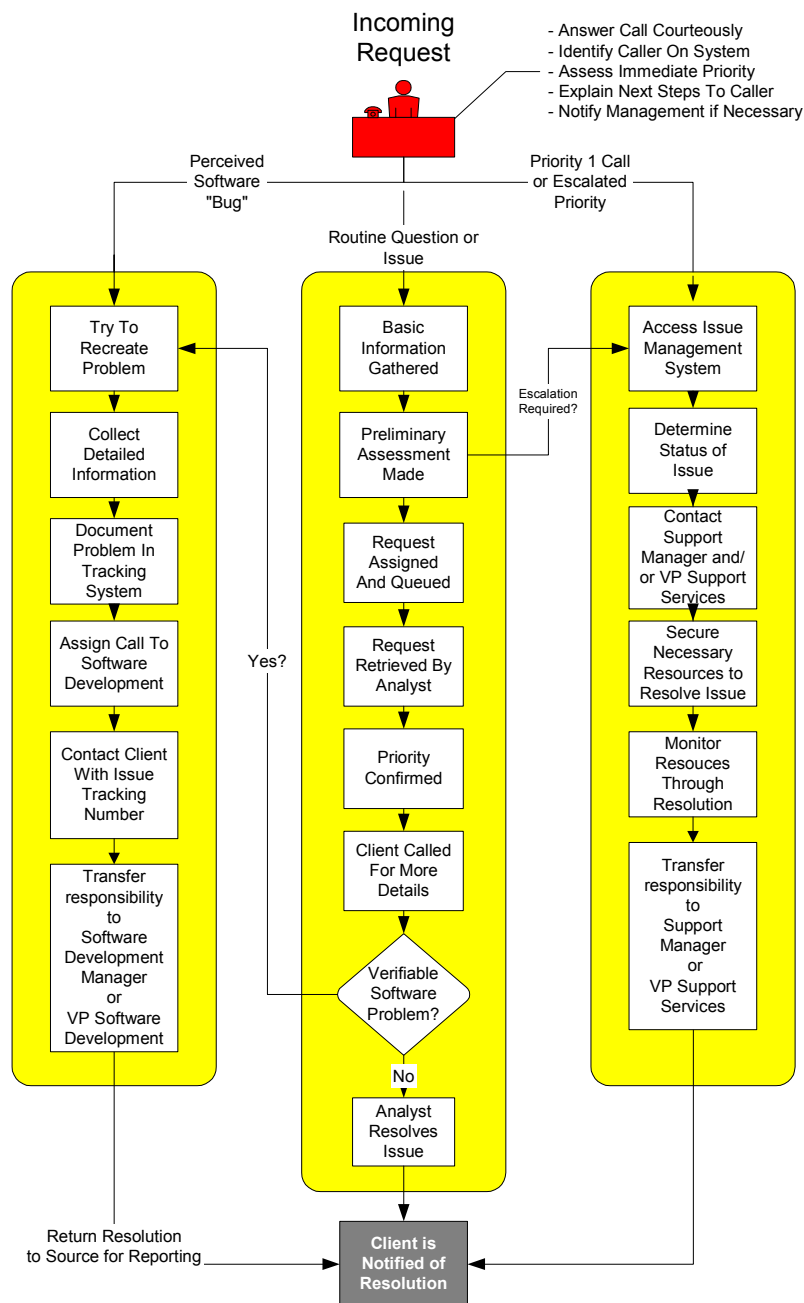 Incoming
Request
- Answer Call Courteously
- Identify Caller On System
- Assess Immediate Priority
- Explain Next Steps To Caller
- Notify Management if Necessary
Perceived
Software
"Bug"
Priority 1 Call
or Escalated
Priority
Routine Question or
Issue
Try To
Recreate
Problem
Collect
Detailed
Information
Document
Problem In
Tracking
System
Assign Call To
Software
Development
Contact Client
With Issue
Tracking
Number
Transfer
responsibility
to
Software
Development
Manager
or
VP Software
Development
Yes?
Basic
Information
Gathered
Preliminary
Assessment
Made
Request
Assigned
And Queued
Request
Retrieved By
Analyst
Priority
Confirmed
Client Called
For More
Details
Verifiable
Software
Problem?
No
Analyst
Resolves
Issue
Escalation
Required?
Access Issue
Management
System
Determine
Status of
Issue
Contact
Support
Manager and/
or VP Support
Services
Secure
Necessary
Resources to
Resolve Issue
Monitor
Resouces
Through
Resolution
Transfer
responsibility
to
Support
Manager
or
VP Support
Services
Return Resolution
to Source for Reporting
Client is
Notified of
Resolution